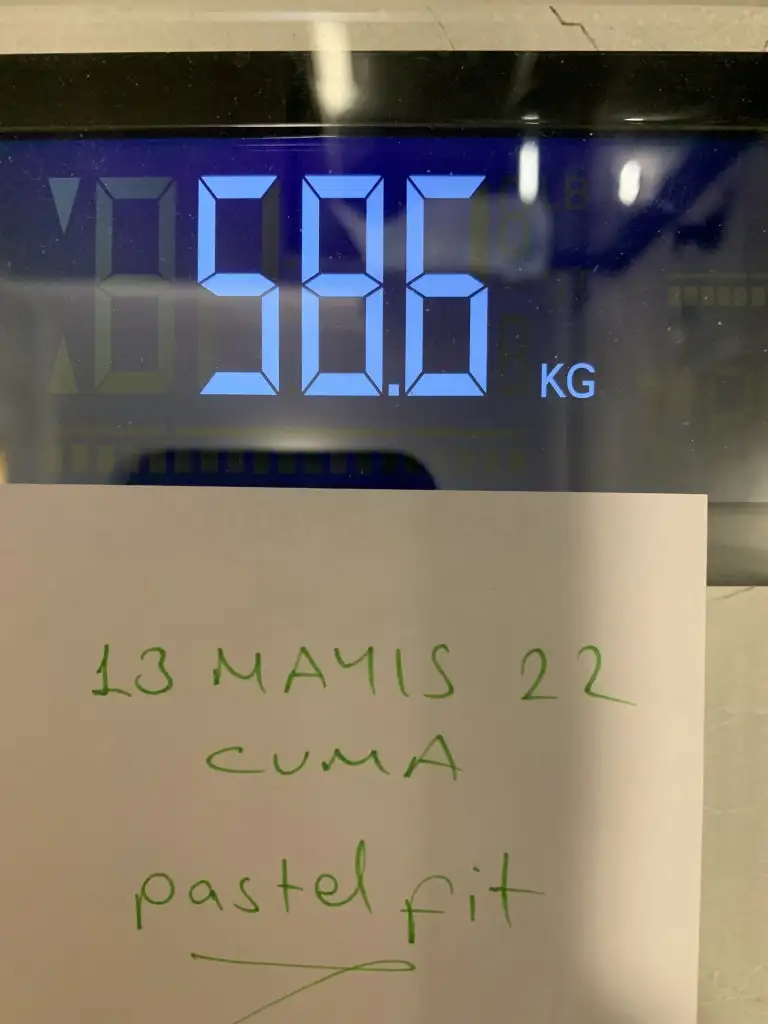 58.6 KG
13 MAYIS 22
CUMA
pastel fit